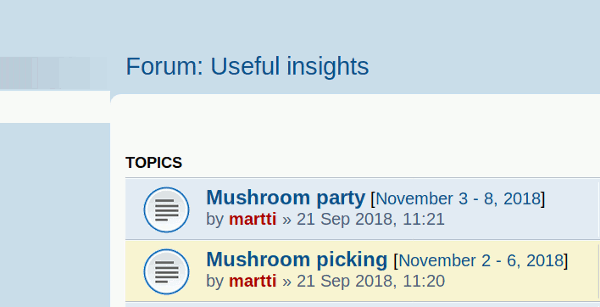 Forum: Useful insights
TOPICS
Mushroom party [November 3 - 8, 2018]
by martti » 21 Sep 2018, 11:21
Mushroom picking [November 2 - 6, 2018]
by martti » 21 Sep 2018, 11:20